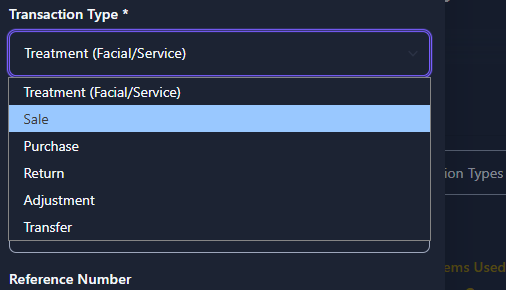 Transaction Type *
Treatment (Facial/Service)
Treatment (Facial/Service)
Sale
Purchase
Return
Adjustment
Transfer
ion Types
ems Used
Reference Number